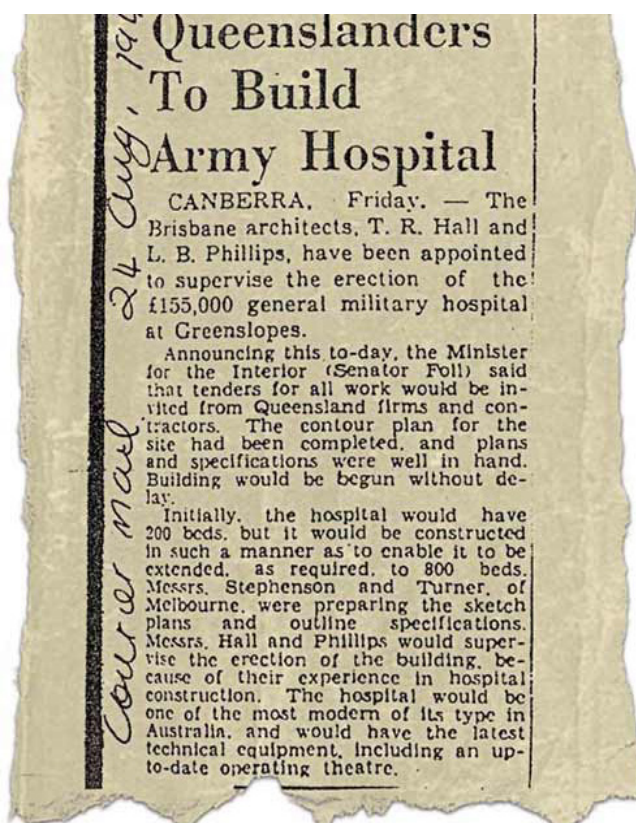 Queenslanders
To Build
Army Hospital
CANBERRA, Friday. — The
Brisbane architects, T. R. Hall and
L. B. Phillips, have been appointed
to supervise the erection of the
£155,000 general military hospital
at Greenslopes.
Announcing this to-day, the Minister
for the Interior (Senator Foll) said
that tenders for all work would be in-
vited from Queensland firms and con-
tractors. The contour plan for the
site had been completed, and plans
and specifications were well in hand.
Building would be begun without de-
lay.
Initially, the hospital would have
200 beds, but it would be constructed
in such a manner as to enable it to be
extended, as required, to 800 beds.
Messrs. Stephenson and Turner, of
Melbourne, were preparing the sketch
plans and outline specifications.
Messrs. Hall and Phillips would super-
vise the erection of the building, be-
cause of their experience in hospital
construction. The hospital would be
one of the most modern of its type in
Australia, and would have the latest
technical equipment, including an up-
to-date operating theatre.
Courier Mail 24 Aug, 194